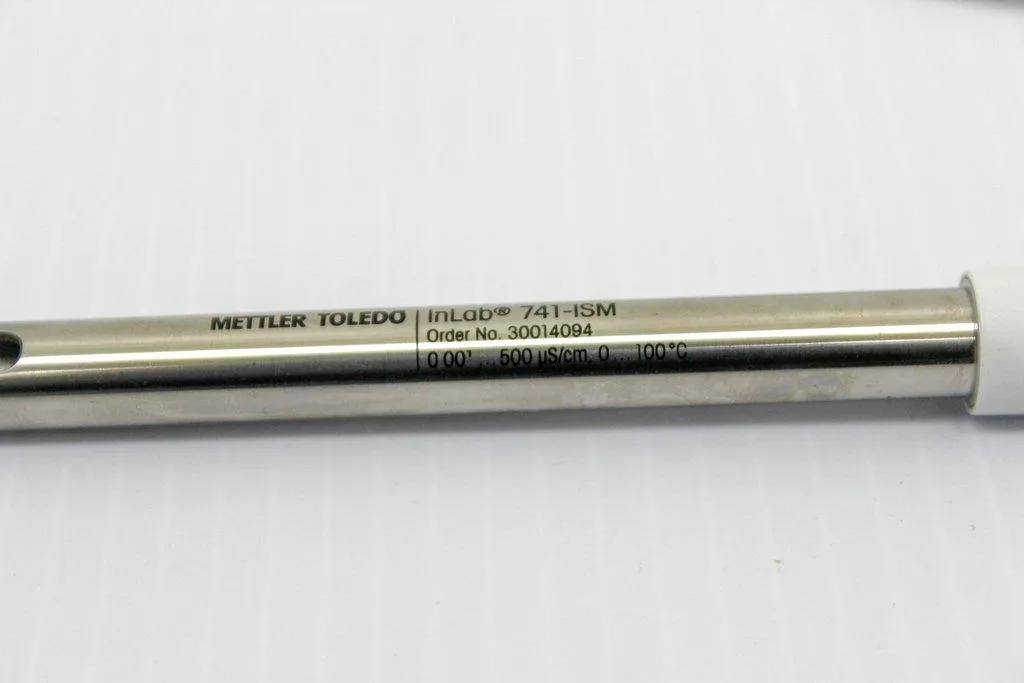 METTLER TOLEDO
InLab® 741-ISM
Order No. 30014094
0 00¹ ... 500 µS/cm, 0 ... 100°C